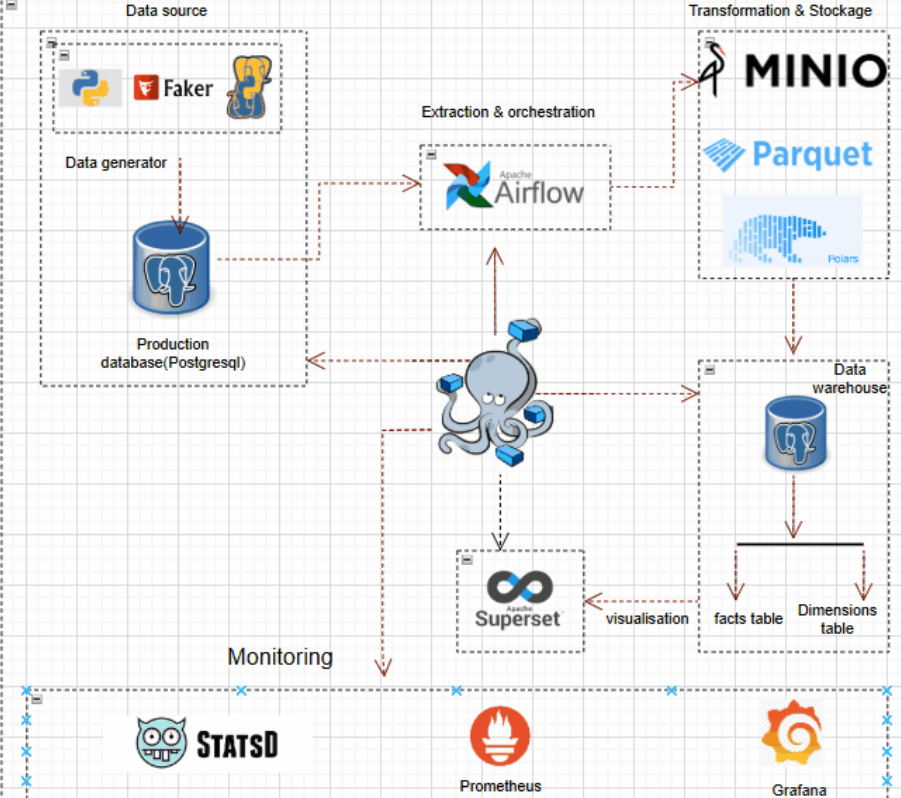 Data source
Transformation & Stockage
Faker
MINIO
Extraction & orchestration
Data generator
Parquet
Apache
Airflow
Polars
Production
database(Postgresql)
Data
warehouse
Apache
Superset
visualisation
facts table
Dimensions
table
Monitoring
STATSD
Prometheus
Grafana